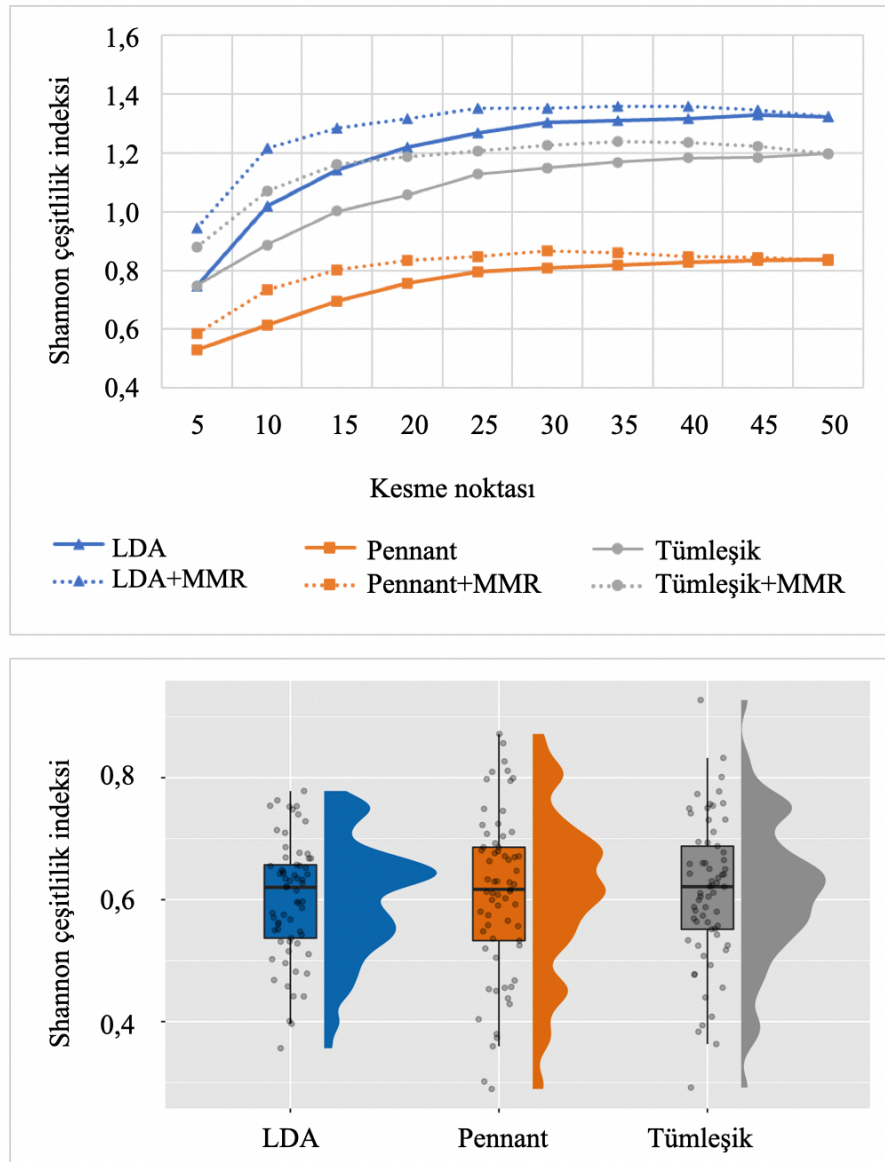 Shannon çeşitlilik indeksi
1,6
1,4
1,2
1,0
0,8
0,6
0,4
5 10 15 20 25 30 35 40 45 50
Kesme noktası
LDA Pennant Tümleşik
LDA+MMR Pennant+MMR Tümleşik+MMR
Shannon çeşitlilik indeksi
0,8
0,6
0,4
LDA Pennant Tümleşik